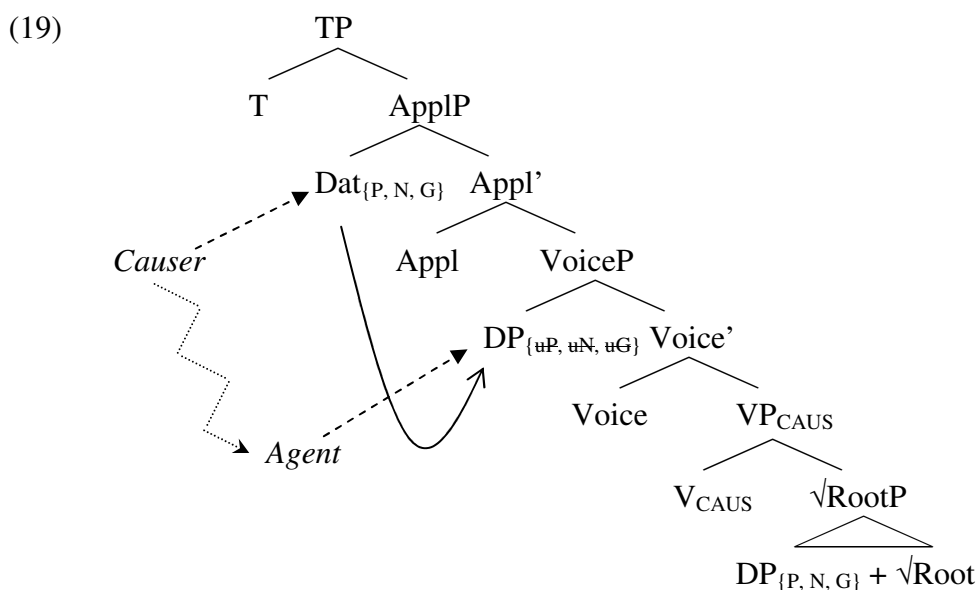 (19) TP
T ApplP
Dat{P, N, G} Appl’
Causer Appl VoiceP
DP{uP, uN, uG} Voice’
Agent Voice VPCAUS
VCAUS √RootP
DP{P, N, G} + √Root